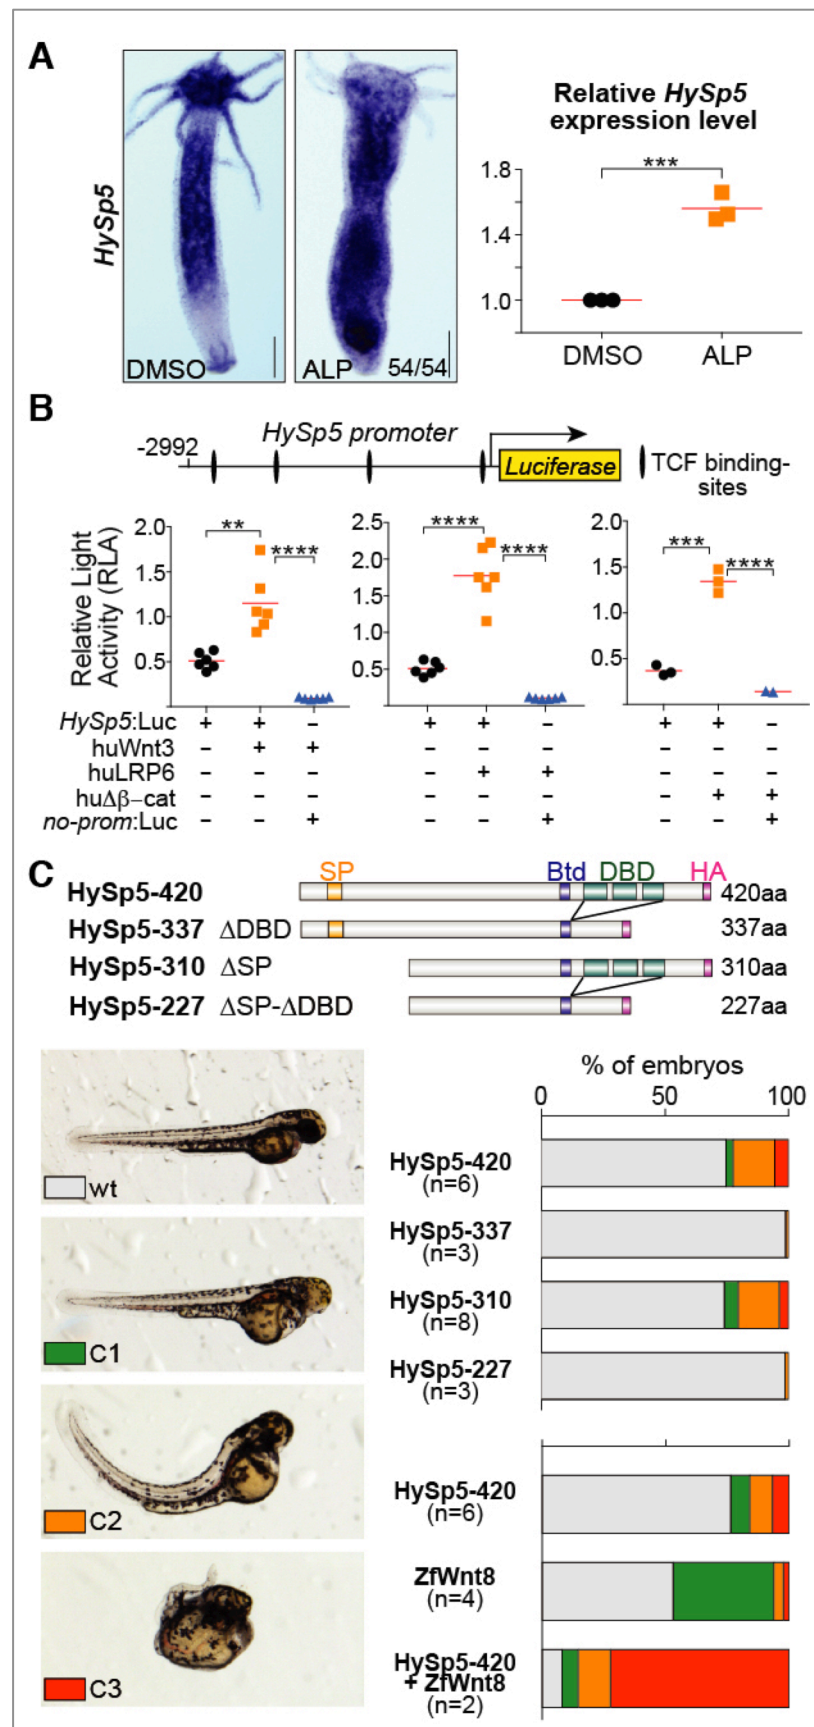 A
HySp5
DMSO
ALP
54/54
Relative HySp5
expression level
***
1.8
1.4
1.0
DMSO
ALP
B
-2992
HySp5 promoter
Luciferase
TCF binding-
sites
Relative Light
Activity (RLA)
2.0
1.5
1.0
0.5
**
****
2.5
2.0
1.5
1.0
0.5
****
****
2.0
1.5
1.0
0.5
***
****
HySp5:Luc + + – + + – + + –
huWnt3 – + + – – – – – –
huLRP6 – – – – + + – – –
huΔβ–cat – – – – – – – + +
no-prom:Luc – – + – – + – – +
C
SP Btd DBD HA
HySp5-420 420aa
HySp5-337 ΔDBD 337aa
HySp5-310 ΔSP 310aa
HySp5-227 ΔSP-ΔDBD 227aa
wt
C1
C2
C3
% of embryos
0 50 100
HySp5-420
(n=6)
HySp5-337
(n=3)
HySp5-310
(n=8)
HySp5-227
(n=3)
HySp5-420
(n=6)
ZfWnt8
(n=4)
HySp5-420
+ ZfWnt8
(n=2)